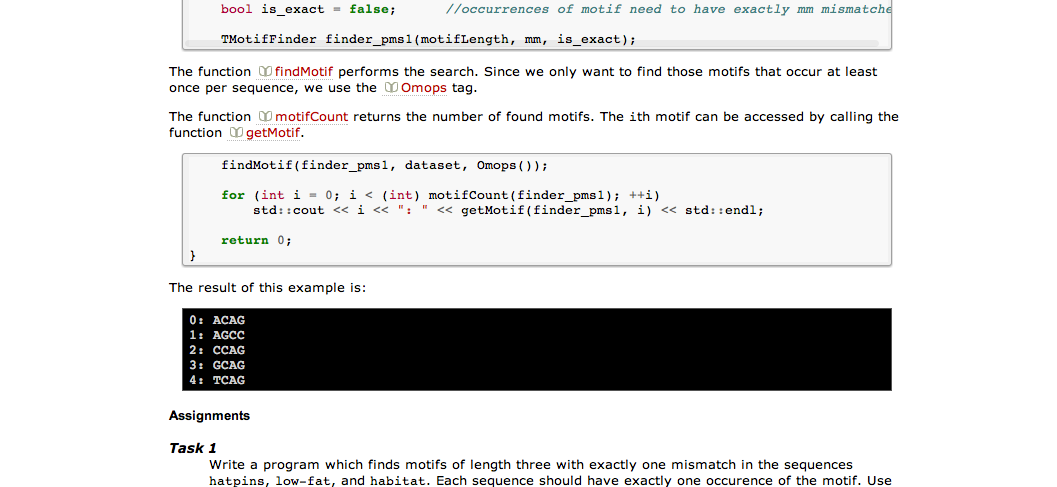 bool is_exact = false; //occurrences of motif need to have exactly mm mismatche
TMotifFinder finder_pms1(motifLength, mm, is_exact);
The function findMotif performs the search. Since we only want to find those motifs that occur at least
once per sequence, we use the Omops tag.
The function motifCount returns the number of found motifs. The ith motif can be accessed by calling the
function getMotif.
findMotif(finder_pms1, dataset, Omops());
for (int i = 0; i < (int) motifCount(finder_pms1); ++i)
std::cout << i << ": " << getMotif(finder_pms1, i) << std::endl;
return 0;
}
The result of this example is:
0: ACAG
1: AGCC
2: CCAG
3: GCAG
4: TCAG
Assignments
Task 1
Write a program which finds motifs of length three with exactly one mismatch in the sequences
hatpins, low-fat, and habitat. Each sequence should have exactly one occurence of the motif. Use